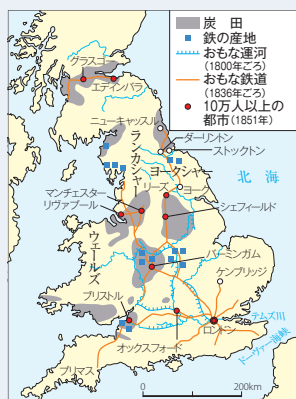 炭田
鉄の産地
おもな運河
(1800年ごろ)
おもな鉄道
(1836年ごろ)
10万人以上の
都市(1851年)
グラスゴー
エディンバラ
ニューキャッスル
ダーリントン
ストックトン
ランカシャー
ヨークシャー
北海
リーズ
ヨーク
マンチェスター
リヴァプール
シェフィールド
ウェールズ
バーミンガム
ケンブリッジ
ブリストル
テムズ川
ロンドン
オックスフォード
ドーヴァー海峡
プリマス
0
200km